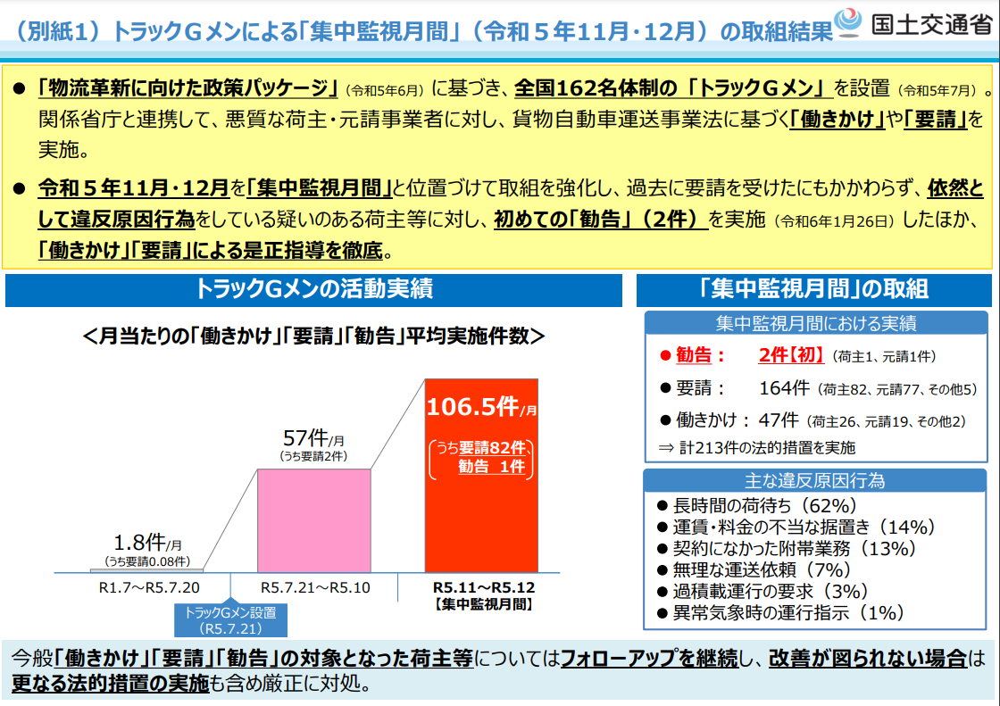 （別紙1）トラックGメンによる「集中監視月間」（令和5年11月・12月）の取組結果
国土交通省
● 「物流革新に向けた政策パッケージ」（令和5年6月）に基づき、全国162名体制の「トラックGメン」を設置（令和5年7月）。
関係省庁と連携して、悪質な荷主・元請事業者に対し、貨物自動車運送事業法に基づく「働きかけ」や「要請」を
実施。
● 令和５年11月・12月を「集中監視月間」と位置づけて取組を強化し、過去に要請を受けたにもかかわらず、依然と
して違反原因行為をしている疑いのある荷主等に対し、初めての「勧告」（2件）を実施（令和6年1月26日）したほか、
「働きかけ」「要請」による是正指導を徹底。
トラックGメンの活動実績
＜月当たりの「働きかけ」「要請」「勧告」平均実施件数＞
1.8件/月
（うち要請0.08件）
57件/月
（うち要請2件）
106.5件/月
（うち要請82件、
勧告 1件）
R1.7～R5.7.20
R5.7.21～R5.10
R5.11～R5.12
【集中監視月間】
トラックGメン設置
（R5.7.21）
「集中監視月間」の取組
集中監視月間における実績
● 勧告： 2件【初】（荷主1、元請1件）
● 要請： 164件（荷主82、元請77、その他5）
● 働きかけ： 47件（荷主26、元請19、その他2）
⇒ 計213件の法的措置を実施
主な違反原因行為
● 長時間の荷待ち（62%）
● 運賃・料金の不当な据置き（14%）
● 契約になかった附帯業務（13%）
● 無理な運送依頼（7%）
● 過積載運行の要求（3%）
● 異常気象時の運行指示（1%）
今般「働きかけ」「要請」「勧告」の対象となった荷主等についてはフォローアップを継続し、改善が図られない場合は
更なる法的措置の実施も含め厳正に対処。